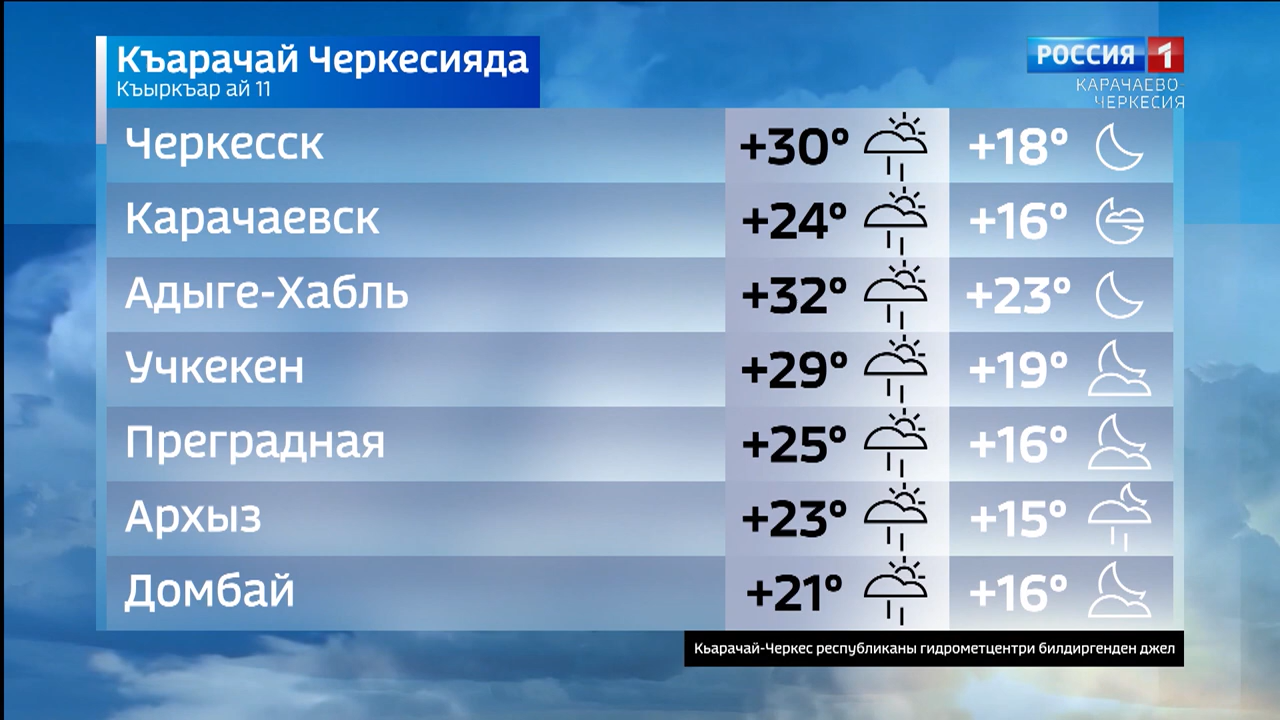 Къарачай Черкесияда
Къыркъар ай 11
РОССИЯ 1
КАРАЧАЕВО-
ЧЕРКЕСИЯ
Черкесск +30° +18°
Карачаевск +24° +16°
Адыге-Хабль +32° +23°
Учкекен +29° +19°
Преградная +25° +16°
Архыз +23° +15°
Домбай +21° +16°
Кьарачай-Черкес республиканы гидрометцентри билдиргенден джел